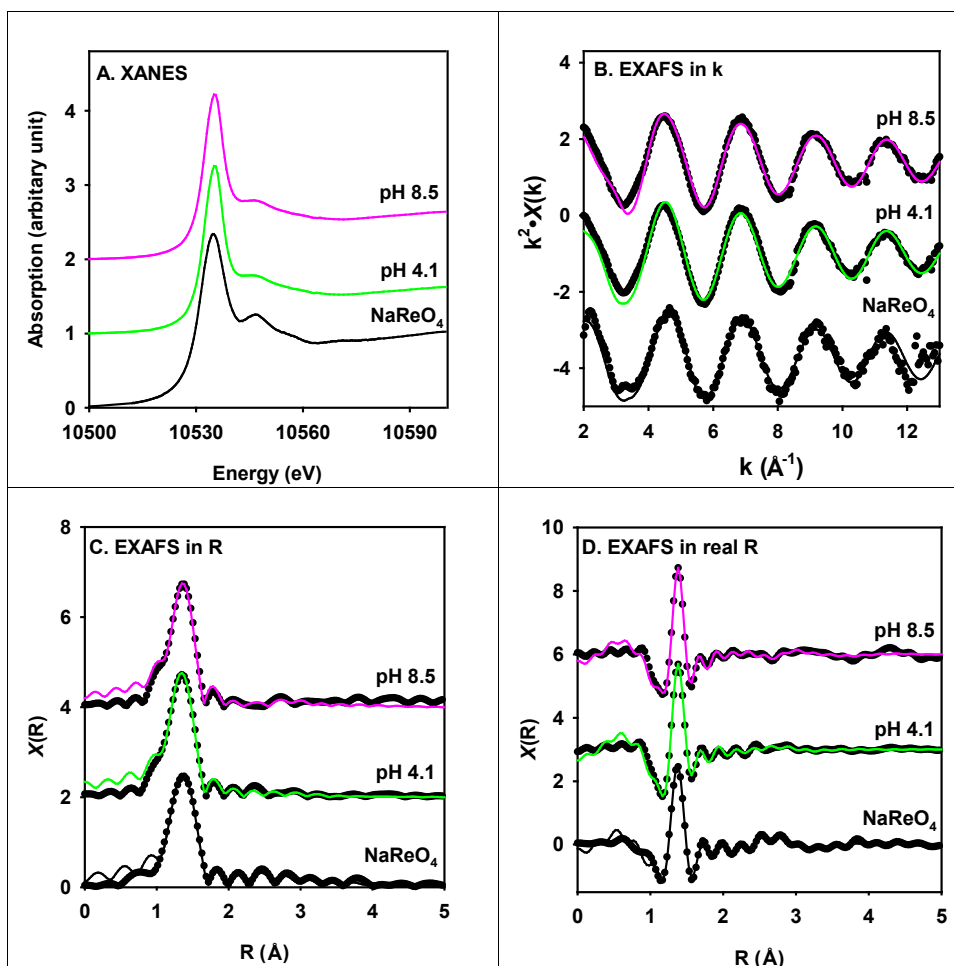 A. XANES
pH 8.5
pH 4.1
NaReO₄
Absorption (arbitary unit)
4
3
2
1
0
10500 10530 10560 10590
Energy (eV)
B. EXAFS in k
pH 8.5
pH 4.1
NaReO₄
k²•X(k)
4
2
0
-2
-4
2 4 6 8 10 12
k (Å⁻¹)
C. EXAFS in R
pH 8.5
pH 4.1
NaReO₄
X(R)
8
6
4
2
0
0 1 2 3 4 5
R (Å)
D. EXAFS in real R
pH 8.5
pH 4.1
NaReO₄
X(R)
10
8
6
4
2
0
0 1 2 3 4 5
R (Å)